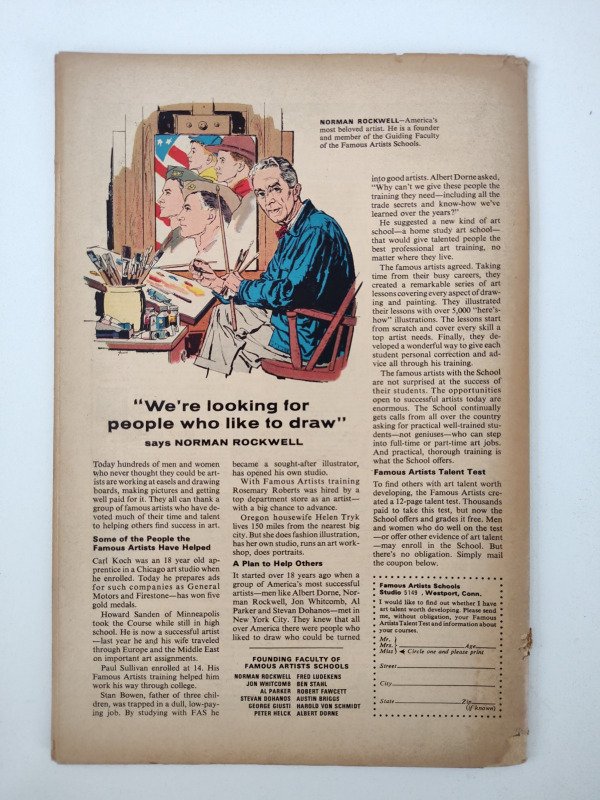 NORMAN ROCKWELL—America's
most beloved artist. He is a founder
and member of the Guiding Faculty
of the Famous Artists Schools.
"We're looking for
people who like to draw"
says NORMAN ROCKWELL
Today hundreds of men and women
who never thought they could be art-
ists are working at easels and drawing
boards, making pictures and getting
well paid for it. They all can thank a
group of famous artists who have de-
voted much of their time and talent
to helping others find success in art.
Some of the People the
Famous Artists Have Helped
Carl Koch was an 18 year old ap-
prentice in a Chicago art studio when
he enrolled. Today he prepares ads
for such companies as General
Motors and Firestone—has won five
gold medals.
Howard Sanden of Minneapolis
took the Course while still in high
school. He is now a successful artist
—last year he and his wife traveled
through Europe and the Middle East
on important art assignments.
Paul Sullivan enrolled at 14. His
Famous Artists training helped him
work his way through college.
Stan Bowen, father of three chil-
dren, was trapped in a dull, low-pay-
ing job. By studying with FAS he
became a sought-after illustrator,
has opened his own studio.
With Famous Artists training
Rosemary Roberts was hired by a
top department store as an artist—
with a big chance to advance.
Oregon housewife Helen Tryk
lives 150 miles from the nearest big
city. But she does fashion illustration,
has her own studio, runs an art work-
shop, does portraits.
A Plan to Help Others
It started over 18 years ago when a
group of America's most successful
artists—men like Albert Dorne, Nor-
man Rockwell, Jon Whitcomb, Al
Parker and Stevan Dohanos—met in
New York City. They knew that all
over America there were people who
liked to draw who could be turned
FOUNDING FACULTY OF
FAMOUS ARTISTS SCHOOLS
NORMAN ROCKWELL FRED LUDEKENS
JON WHITCOMB BEN STAHL
AL PARKER ROBERT FAWCETT
STEVAN DOHANOS AUSTIN BRIGGS
GEORGE GIUSTI HAROLD VON SCHMIDT
PETER HELCK ALBERT DORNE
into good artists. Albert Dorne asked,
"Why can't we give these people the
training they need—including all the
trade secrets and know-how we've
learned over the years?"
He suggested a new kind of art
school—a home study art school—
that would give talented people the
best professional art training, no
matter where they live.
The famous artists agreed. Taking
time from their busy careers, they
created a remarkable series of art
lessons covering every aspect of draw-
ing and painting. They illustrated
their lessons with over 5,000 "here's-
how" illustrations. The lessons start
from scratch and cover every skill a
top artist needs. Finally, they de-
veloped a wonderful way to give each
student personal correction and ad-
vice all through his training.
The famous artists with the School
are not surprised at the success of
their students. The opportunities
open to successful artists today are
enormous. The School continually
gets calls from all over the country
asking for practical well-trained stu-
dents—not geniuses—who can step
into full-time or part-time art jobs.
And practical, thorough training is
what the School offers.
Famous Artists Talent Test
To find others with art talent worth
developing, the Famous Artists cre-
ated a 12-page talent test. Thousands
paid to take this test, but now the
School offers and grades it free. Men
and women who do well on the test
—or offer other evidence of art talent
—may enroll in the School. But
there's no obligation. Simply mail
the coupon below.
Famous Artists Schools
Studio 5149, Westport, Conn.
I would like to find out whether I have
art talent worth developing. Please send
me, without obligation, your Famous
Artists Talent Test and information about
your courses.
Mr.
Mrs. Age
Miss Circle one and please print
Street
City
State Zip
(if known)